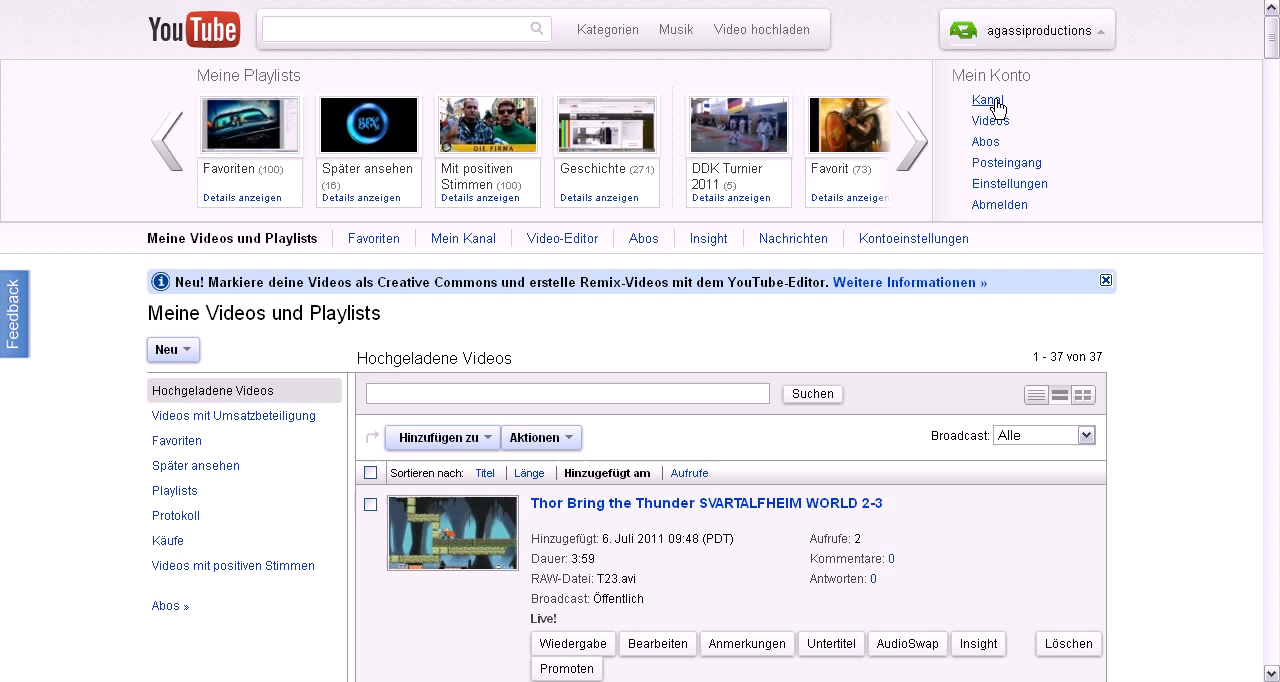 YouTube
Kategorien Musik Video hochladen
agassiproductions
Meine Playlists
Favoriten (100)
Details anzeigen
Später ansehen
(16)
Details anzeigen
DIE FIRMA
Mit positiven
Stimmen (100)
Details anzeigen
Geschichte (271)
Details anzeigen
DDK Turnier
2011 (5)
Details anzeigen
Favorit (73)
Details anzeigen
Mein Konto
Kanal
Videos
Abos
Posteingang
Einstellungen
Abmelden
Meine Videos und Playlists Favoriten Mein Kanal Video-Editor Abos Insight Nachrichten Kontoeinstellungen
Feedback
Neu! Markiere deine Videos als Creative Commons und erstelle Remix-Videos mit dem YouTube-Editor. Weitere Informationen »
Meine Videos und Playlists
Neu
Hochgeladene Videos
Videos mit Umsatzbeteiligung
Favoriten
Später ansehen
Playlists
Protokoll
Käufe
Videos mit positiven Stimmen
Abos »
Hochgeladene Videos
1 - 37 von 37
Suchen
Hinzufügen zu Aktionen
Broadcast: Alle
Sortieren nach: Titel Länge Hinzugefügt am Aufrufe
Thor Bring the Thunder SVARTALFHEIM WORLD 2-3
Hinzugefügt: 6. Juli 2011 09:48 (PDT)
Dauer: 3:59
RAW-Datei: T23.avi
Broadcast: Öffentlich
Live!
Aufrufe: 2
Kommentare: 0
Antworten: 0
Wiedergabe Bearbeiten Anmerkungen Untertitel AudioSwap Insight Löschen
Promoten